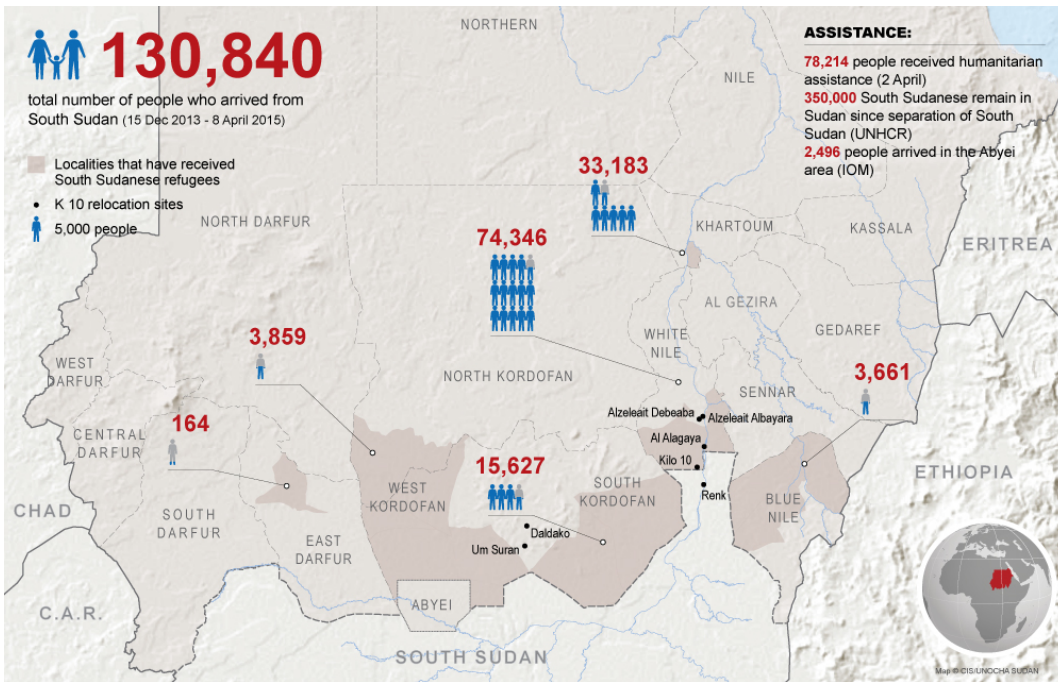 130,840
total number of people who arrived from
South Sudan (15 Dec 2013 - 8 April 2015)
Localities that have received
South Sudanese refugees
K 10 relocation sites
5,000 people
ASSISTANCE:
78,214 people received humanitarian
assistance (2 April)
350,000 South Sudanese remain in
Sudan since separation of South
Sudan (UNHCR)
2,496 people arrived in the Abyei
area (IOM)
NORTHERN
NILE
33,183
NORTH DARFUR
KHARTOUM
KASSALA
74,346
ERITREA
AL GEZIRA
3,859
WHITE
NILE
GEDAREF
WEST
DARFUR
NORTH KORDOFAN
3,661
SENNAR
164
Alzeleait Debeaba
Alzeleait Albayara
CENTRAL
DARFUR
Al Alagaya
Kilo 10
15,627
WEST
KORDOFAN
SOUTH
KORDOFAN
ETHIOPIA
Renk
BLUE
NILE
CHAD
SOUTH
DARFUR
Daldako
Um Suran
EAST
DARFUR
ABYEI
C.A.R.
SOUTH SUDAN
Map © CIS/UNOCHA SUDAN